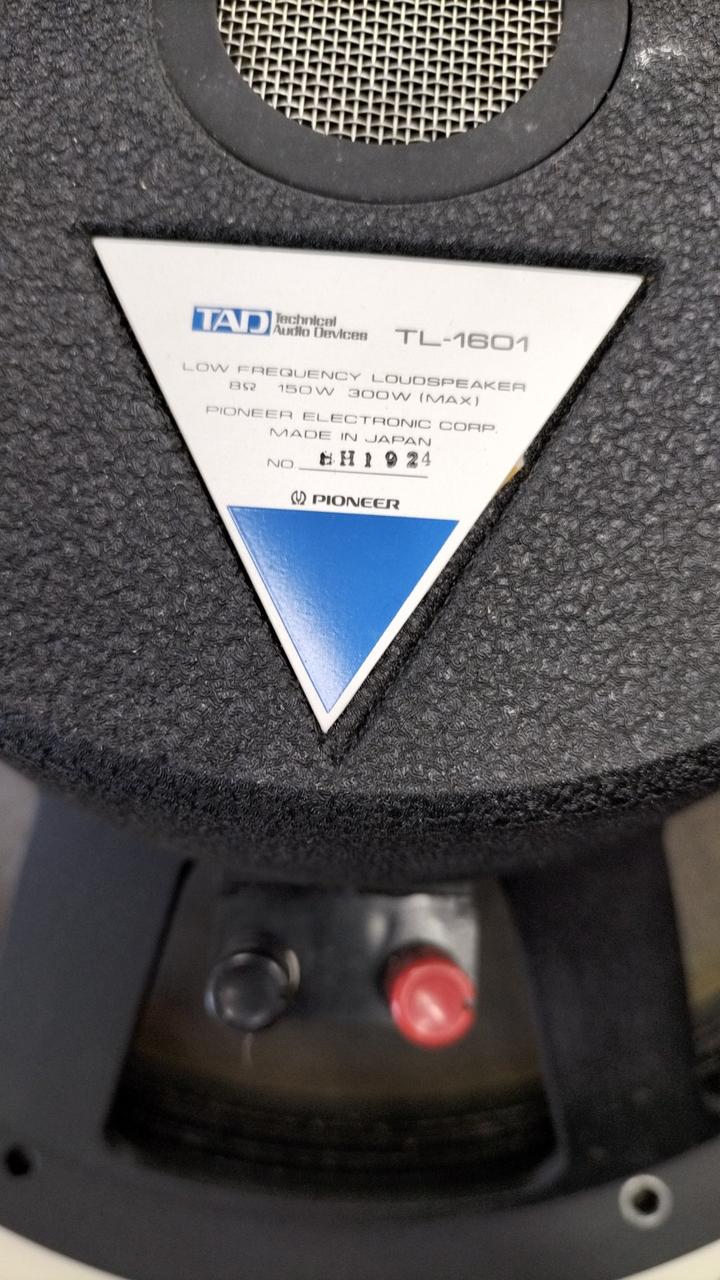 TAD Technical Audio Devices TL-1601
LOW FREQUENCY LOUDSPEAKER
8Ω 150W 300W (MAX)
PIONEER ELECTRONIC CORP.
MADE IN JAPAN
NO. H1924
PIONEER